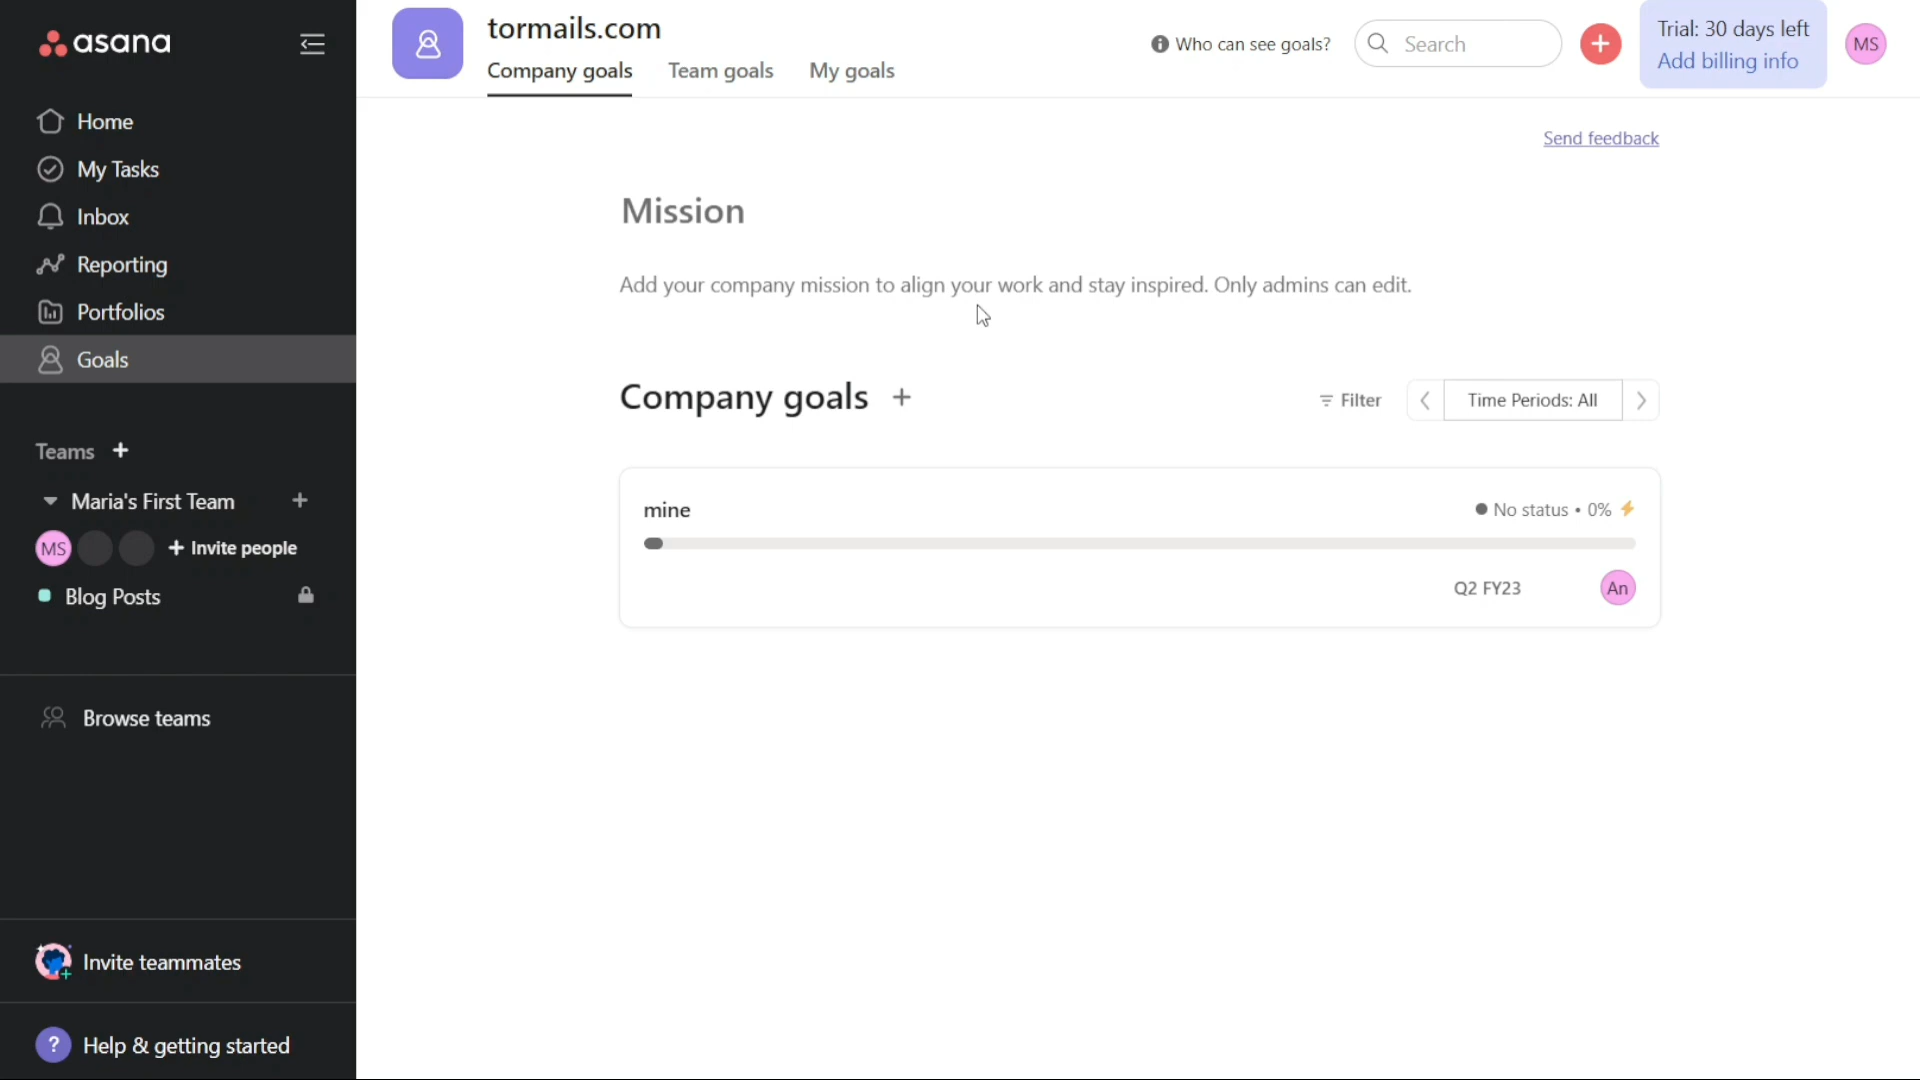 asana
Home
My Tasks
Inbox
Reporting
Portfolios
Goals
Teams +
Maria's First Team +
MS + Invite people
Blog Posts
Browse teams
Invite teammates
? Help & getting started
tormails.com
Company goals Team goals My goals
Who can see goals?
Search
+
Trial: 30 days left
Add billing info
MS
Send feedback
Mission
Add your company mission to align your work and stay inspired. Only admins can edit.
Company goals +
Filter
Time Periods: All
mine
No status • 0%
Q2 FY23
An